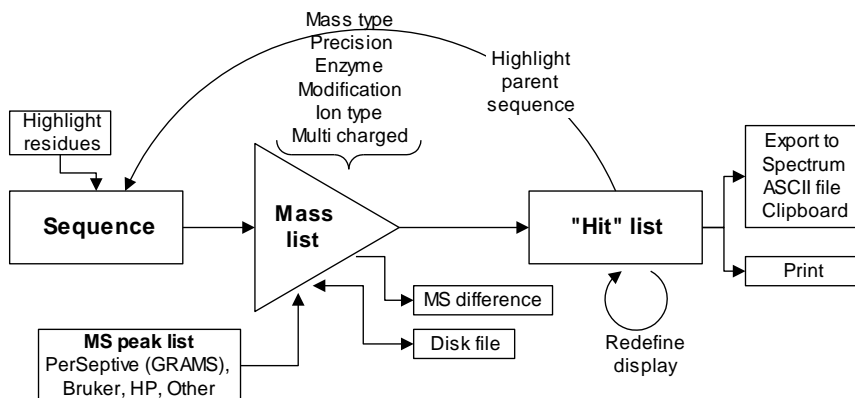 Mass type
Precision
Enzyme
Modification
Ion type
Multi charged
Highlight
parent
sequence
Highlight
residues
Export to
Spectrum
ASCII file
Clipboard
Sequence
Mass
list
"Hit" list
Print
MS difference
Disk file
Redefine
display
MS peak list
PerSeptive (GRAMS),
Bruker, HP, Other